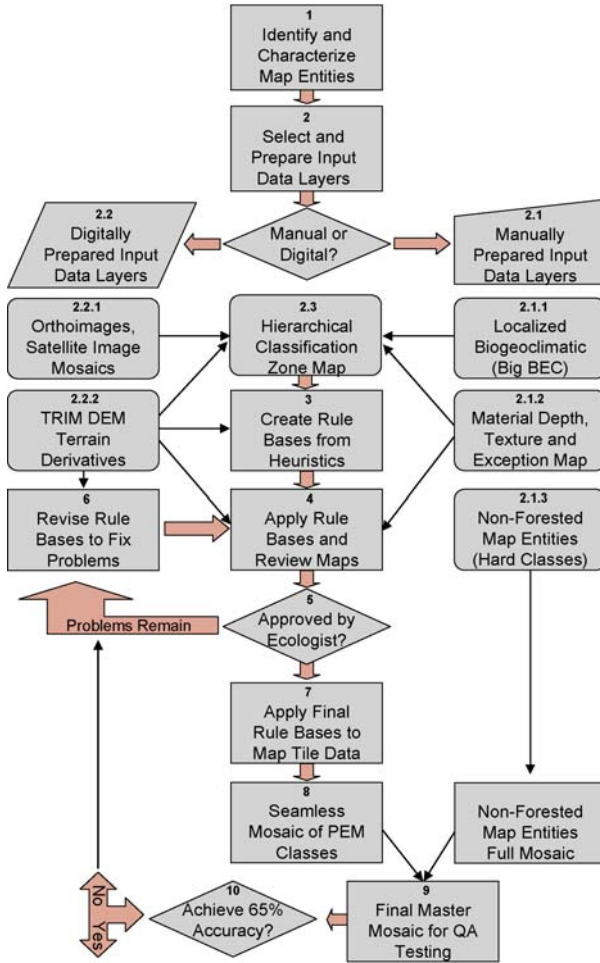 1
Identify and
Characterize
Map Entities
2
Select and
Prepare Input
Data Layers
2.2
Digitally
Prepared Input
Data Layers
Manual or
Digital?
2.1
Manually
Prepared Input
Data Layers
2.2.1
Orthoimages,
Satellite Image
Mosaics
2.3
Hierarchical
Classification
Zone Map
2.1.1
Localized
Biogeoclimatic
(Big BEC)
2.2.2
TRIM DEM
Terrain
Derivatives
3
Create Rule
Bases from
Heuristics
2.1.2
Material Depth,
Texture and
Exception Map
6
Revise Rule
Bases to Fix
Problems
4
Apply Rule
Bases and
Review Maps
2.1.3
Non-Forested
Map Entities
(Hard Classes)
Problems Remain
5
Approved by
Ecologist?
7
Apply Final
Rule Bases to
Map Tile Data
8
Seamless
Mosaic of PEM
Classes
Non-Forested
Map Entities
Full Mosaic
No Yes
10
Achieve 65%
Accuracy?
9
Final Master
Mosaic for QA
Testing